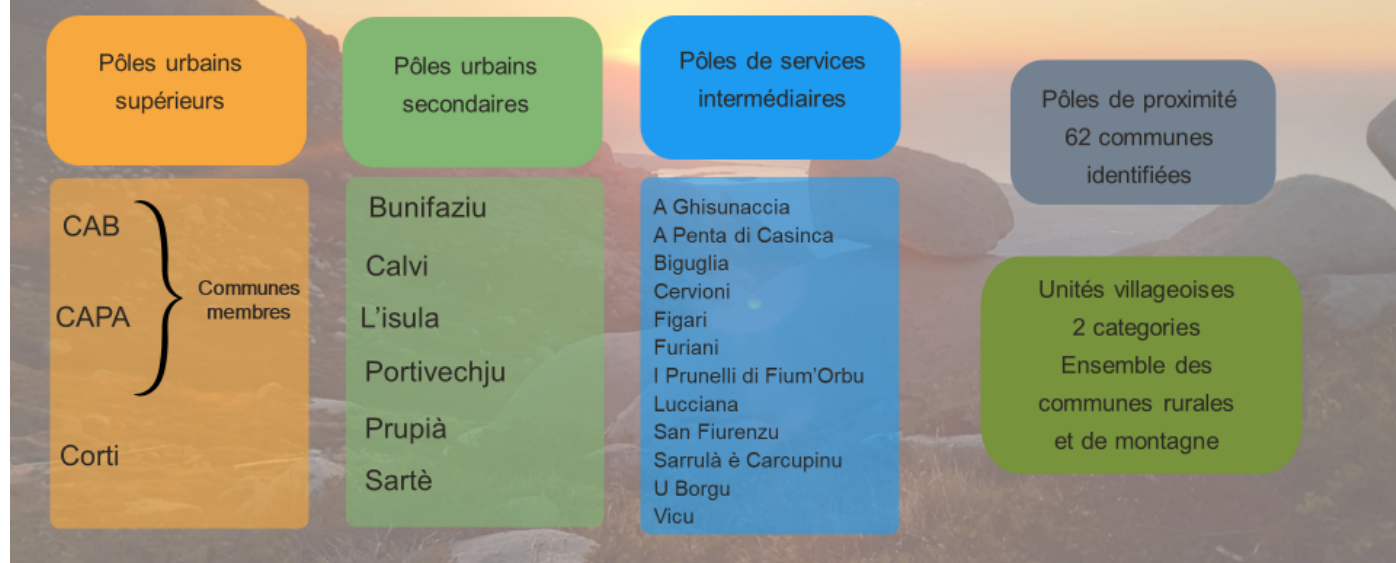 Pôles urbains
supérieurs
CAB
CAPA
Communes
membres
Corti
Pôles urbains
secondaires
Bunifaziu
Calvi
L'isula
Portivechju
Prupià
Sartè
Pôles de services
intermédiaires
A Ghisunaccia
A Penta di Casinca
Biguglia
Cervioni
Figari
Furiani
I Prunelli di Fium'Orbu
Lucciana
San Fiurenzu
Sarrulà è Carcupinu
U Borgu
Vicu
Pôles de proximité
62 communes
identifiées
Unités villageoises
2 categories
Ensemble des
communes rurales
et de montagne